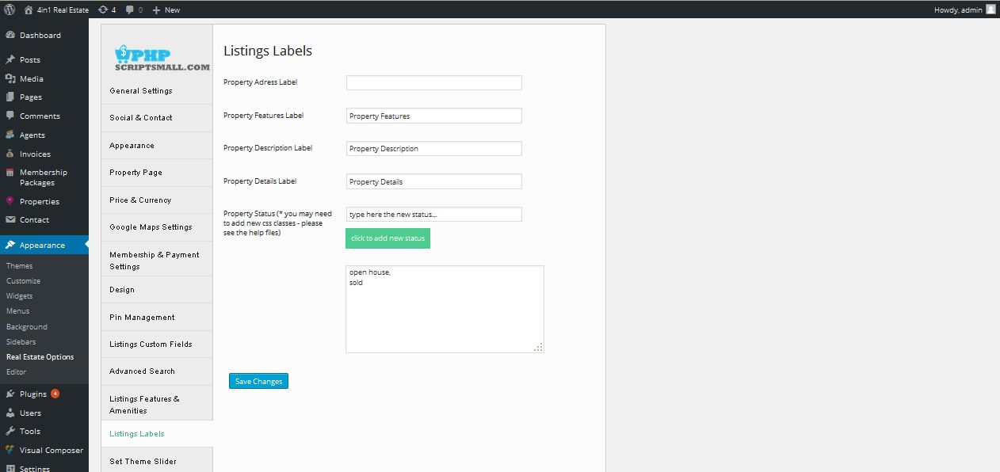 4in1 Real Estate
4
0
New
Howdy, admin
Dashboard
Posts
Media
Pages
Comments
Agents
Invoices
Membership
Packages
Properties
Contact
Appearance
Themes
Customize
Widgets
Menus
Background
Sidebars
Real Estate Options
Editor
Plugins 4
Users
Tools
Visual Composer
Settings
$ PHP
SCRIPTSMALL.COM
General Settings
Social & Contact
Appearance
Property Page
Price & Currency
Google Maps Settings
Membership & Payment
Settings
Design
Pin Management
Listings Custom Fields
Advanced Search
Listings Features &
Amenities
Listings Labels
Set Theme Slider
Listings Labels
Property Adress Label
Property Features Label
Property Features
Property Description Label
Property Description
Property Details Label
Property Details
Property Status (* you may need
to add new css classes - please
see the help files)
type here the new status...
click to add new status
open house,
sold
Save Changes